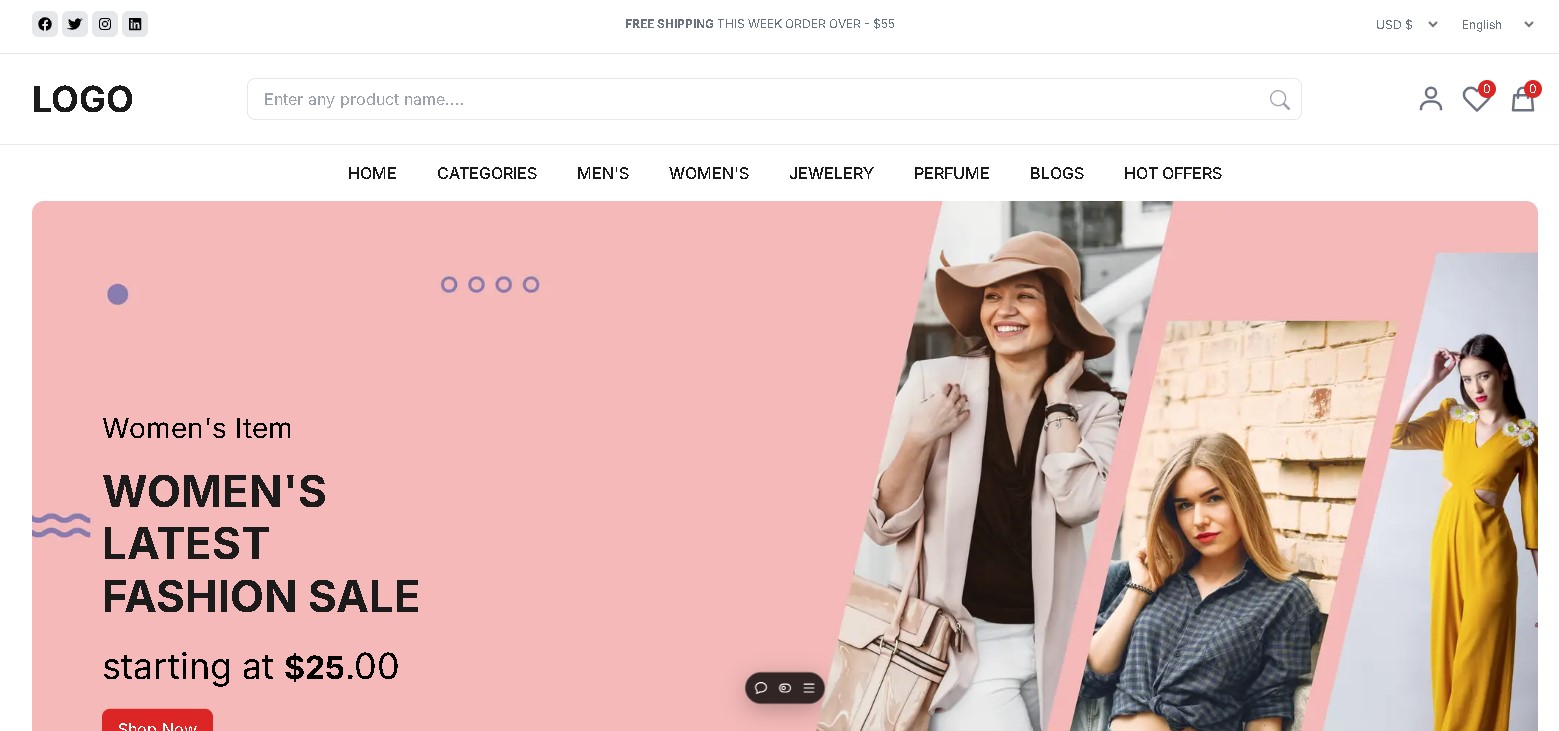 FREE SHIPPING THIS WEEK ORDER OVER - $55
USD $
English
LOGO
Enter any product name....
0
0
HOME
CATEGORIES
MEN'S
WOMEN'S
JEWELERY
PERFUME
BLOGS
HOT OFFERS
Women's Item
WOMEN'S
LATEST
FASHION SALE
starting at $25.00
Shop Now